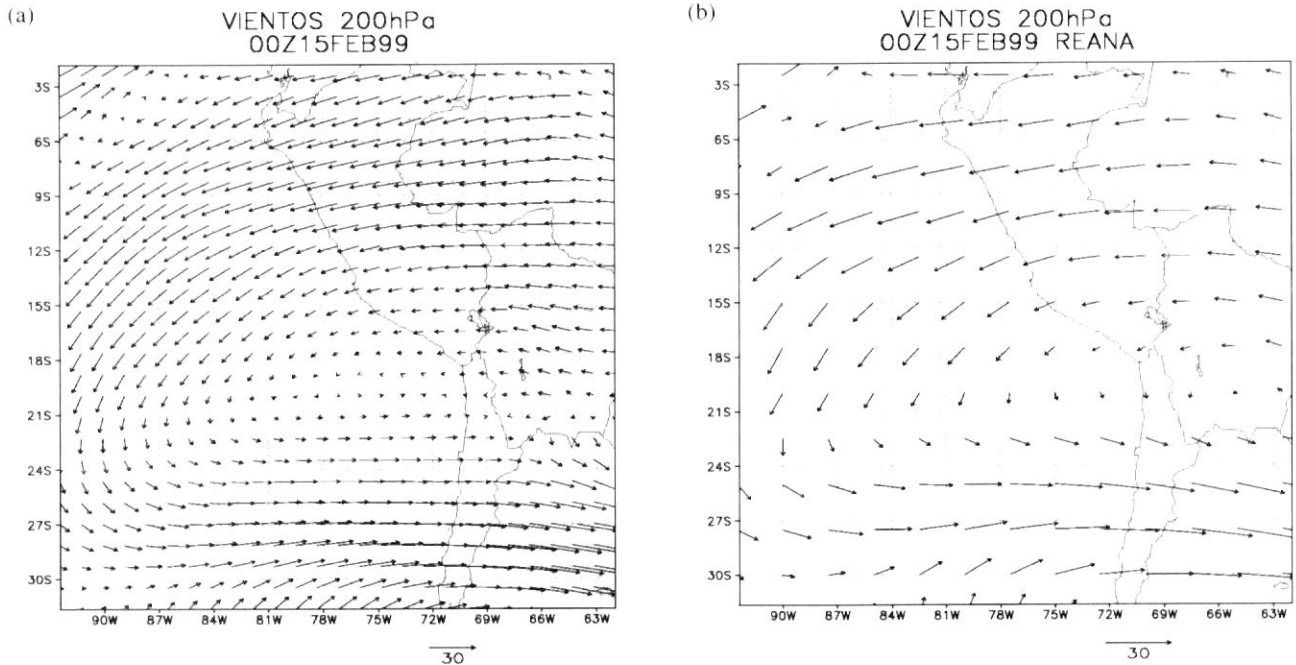 (a)
VIENTOS 200hPa
00Z15FEB99
3S
6S
9S
12S
15S
18S
21S
24S
27S
30S
90W 87W 84W 81W 78W 75W 72W 69W 66W 63W
30
(b)
VIENTOS 200hPa
00Z15FEB99 REANA
3S
6S
9S
12S
15S
18S
21S
24S
27S
30S
90W 87W 84W 81W 78W 75W 72W 69W 66W 63W
30